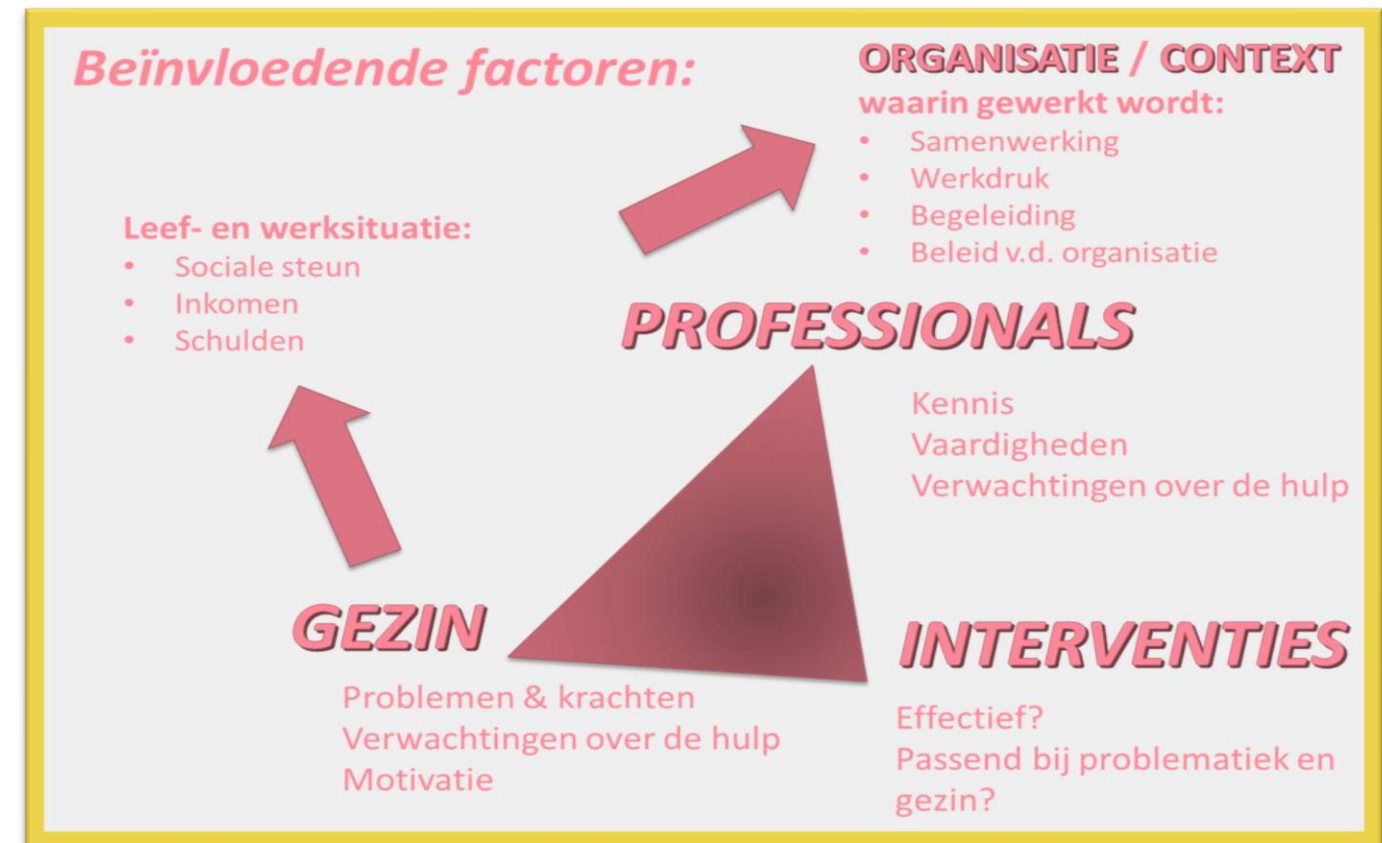 Beïnvloedende factoren:
ORGANISATIE / CONTEXT
waarin gewerkt wordt:
• Samenwerking
• Werkdruk
• Begeleiding
• Beleid v.d. organisatie
Leef- en werksituatie:
• Sociale steun
• Inkomen
• Schulden
PROFESSIONALS
Kennis
Vaardigheden
Verwachtingen over de hulp
GEZIN
Problemen & krachten
Verwachtingen over de hulp
Motivatie
INTERVENTIES
Effectief?
Passend bij problematiek en
gezin?